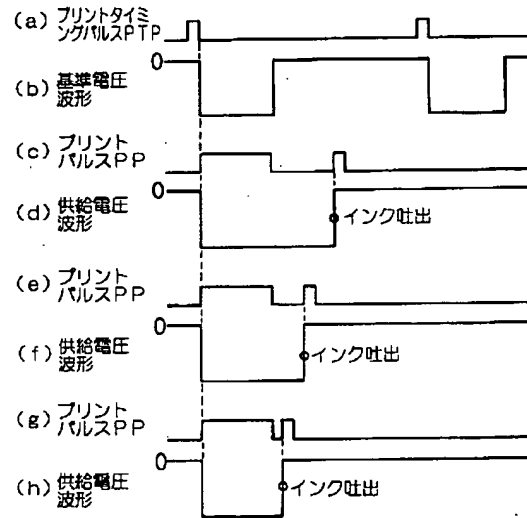 (a) プリントタイミ
ングパルスPTP
0
(b) 基準電圧
波形
(c) プリント
パルスPP
0
(d) 供給電圧
波形
インク吐出
(e) プリント
パルスPP
0
(f) 供給電圧
波形
インク吐出
(g) プリント
パルスPP
0
(h) 供給電圧
波形
インク吐出